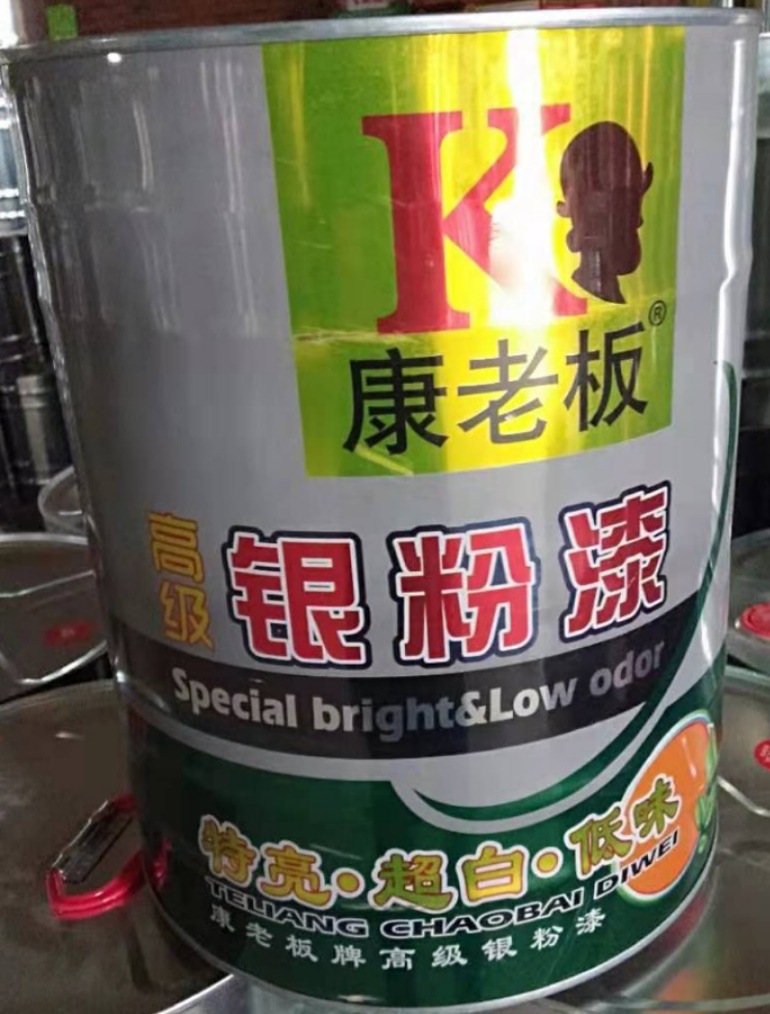 K
康老板®
高级
银粉漆
Special bright&Low odor
特亮·超白·低味
TELIANG CHAOBAI DIWEI
康老板牌高级银粉漆